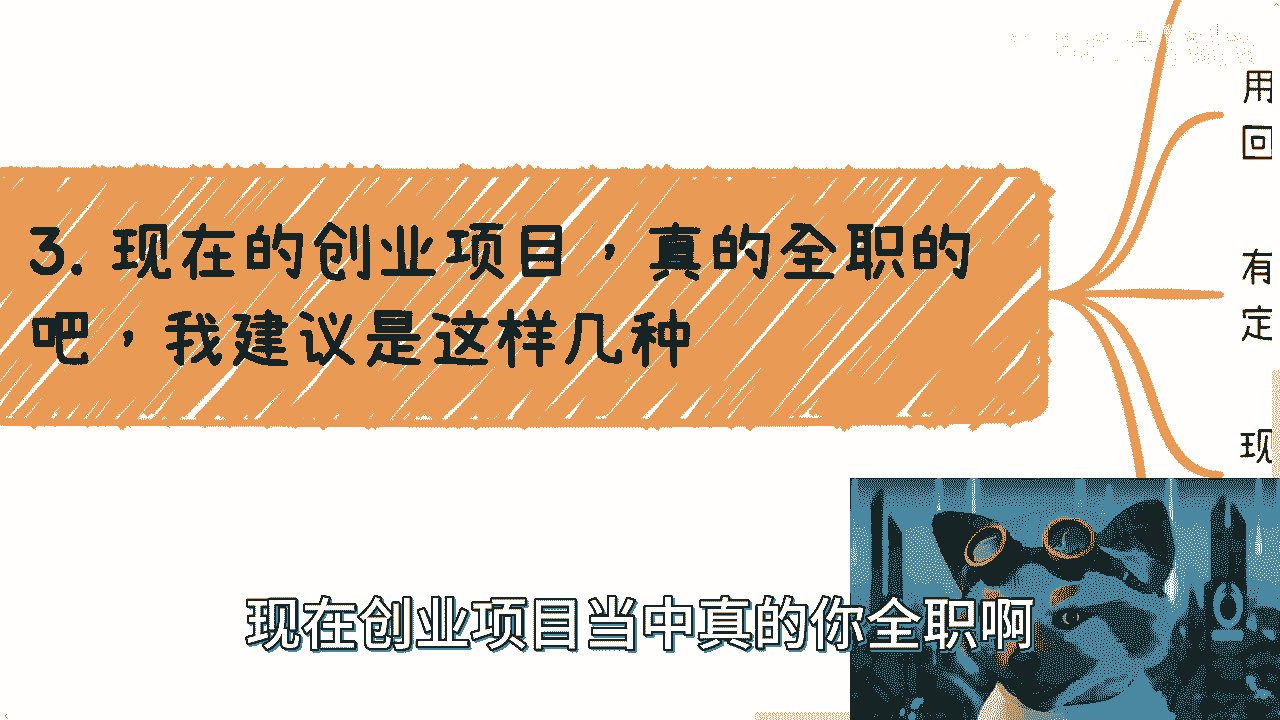 3. 现在的创业项目，真的全职的
吧，我建议是这样几种
用
回
有
定
现
现在创业项目当中真的你全职啊